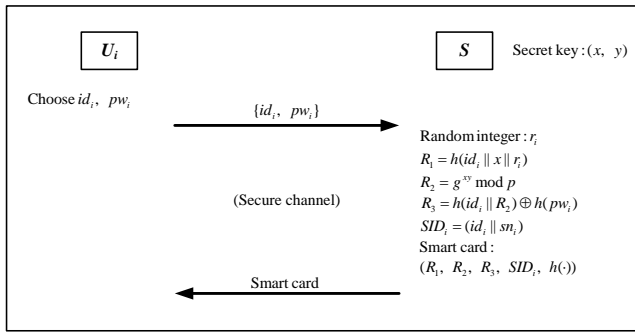 U_i
S
Secret key : (x, y)
Choose id_i, pw_i
{id_i, pw_i}
Random integer : r_i
R_1 = h(id_i || x || r_i)
R_2 = g^{xy} mod p
(Secure channel)
R_3 = h(id_i || R_2) ⊕ h(pw_i)
SID_i = (id_i || sn_i)
Smart card :
(R_1, R_2, R_3, SID_i, h(·))
Smart card